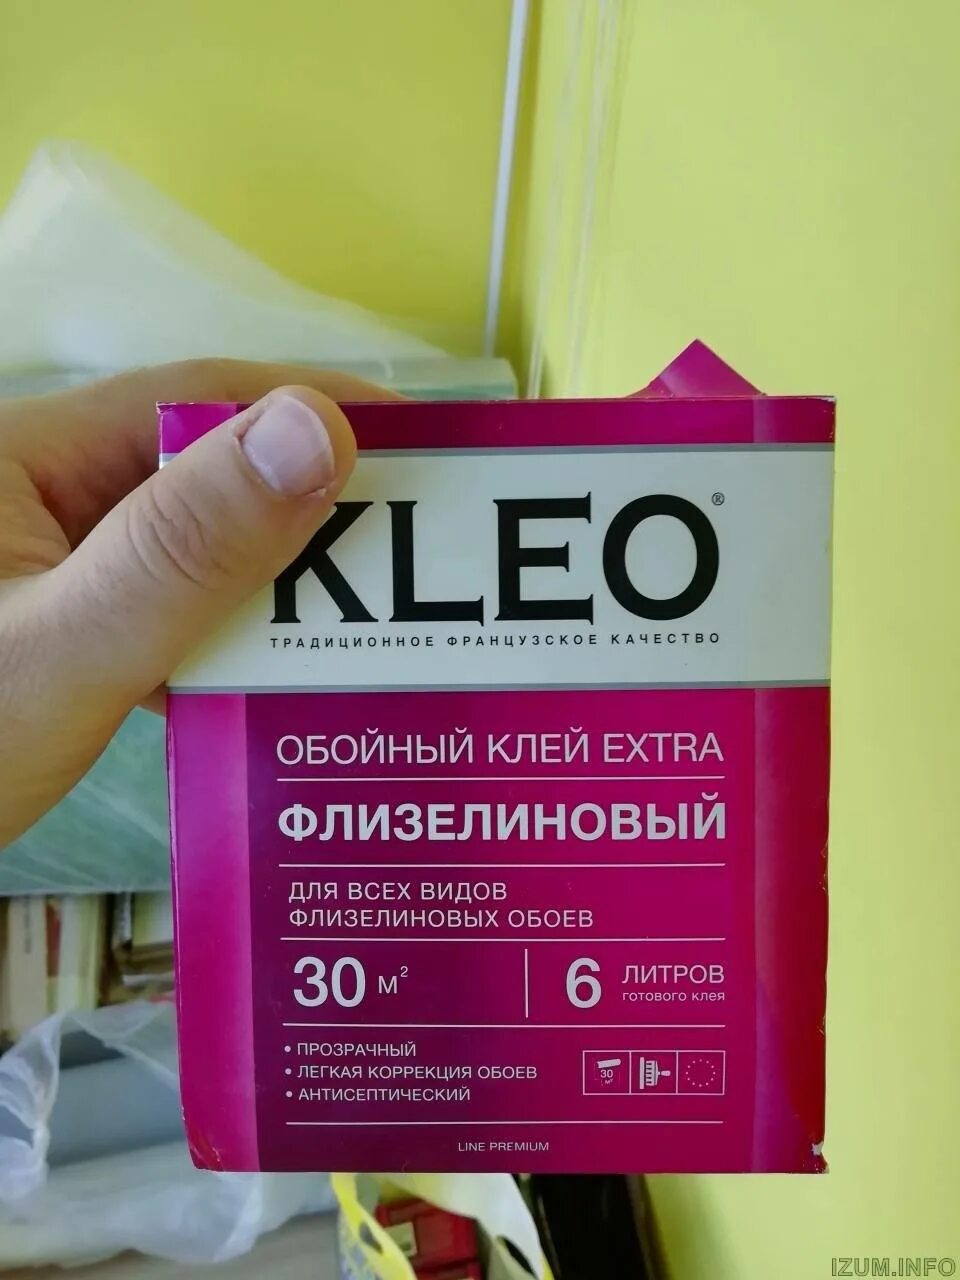 KLEO®
ТРАДИЦИОННОЕ ФРАНЦУЗСКОЕ КАЧЕСТВО
ОБОЙНЫЙ КЛЕЙ EXTRA
ФЛИЗЕЛИНОВЫЙ
ДЛЯ ВСЕХ ВИДОВ
ФЛИЗЕЛИНОВЫХ ОБОЕВ
30 м²
6 ЛИТРОВ
готового клея
• ПРОЗРАЧНЫЙ
• ЛЕГКАЯ КОРРЕКЦИЯ ОБОЕВ
• АНТИСЕПТИЧЕСКИЙ
30
м²
LINE PREMIUM
IZUM.INFO